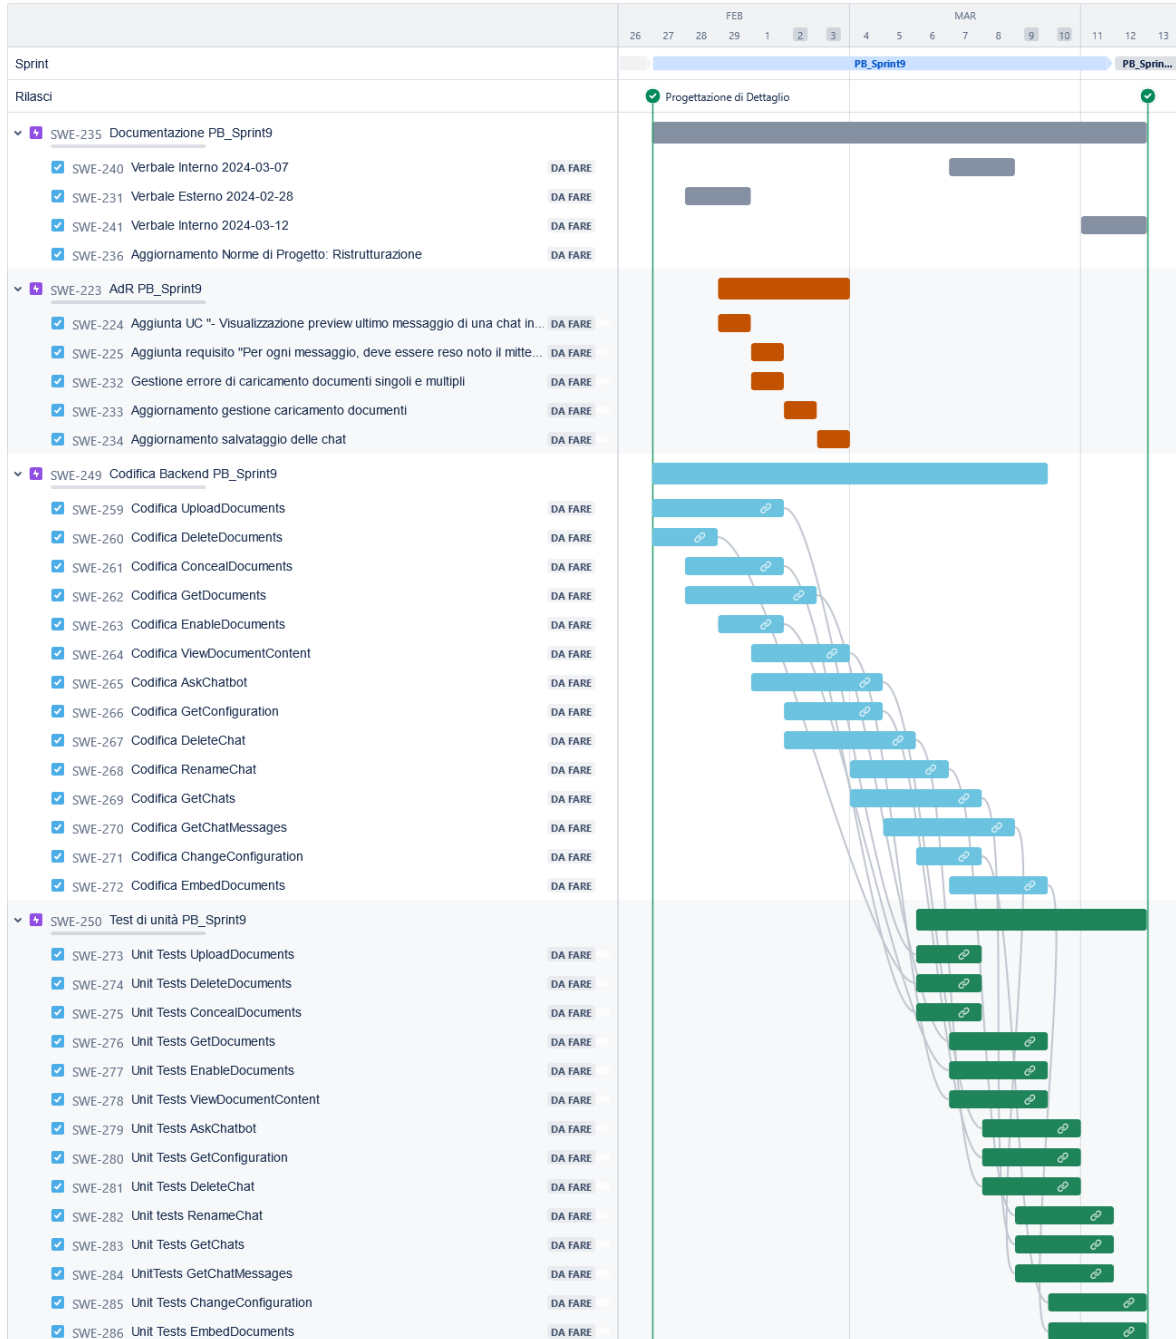 FEB MAR
26 27 28 29 1 2 3 4 5 6 7 8 9 10 11 12 13
Sprint PB_Sprint9 PB_Sprin...
Rilasci Progettazione di Dettaglio
SWE-235 Documentazione PB_Sprint9
SWE-240 Verbale Interno 2024-03-07 DA FARE
SWE-231 Verbale Esterno 2024-02-28 DA FARE
SWE-241 Verbale Interno 2024-03-12 DA FARE
SWE-236 Aggiornamento Norme di Progetto: Ristrutturazione DA FARE
SWE-223 AdR PB_Sprint9
SWE-224 Aggiunta UC "- Visualizzazione preview ultimo messaggio di una chat in... DA FARE
SWE-225 Aggiunta requisito "Per ogni messaggio, deve essere reso noto il mitte... DA FARE
SWE-232 Gestione errore di caricamento documenti singoli e multipli DA FARE
SWE-233 Aggiornamento gestione caricamento documenti DA FARE
SWE-234 Aggiornamento salvataggio delle chat DA FARE
SWE-249 Codifica Backend PB_Sprint9
SWE-259 Codifica UploadDocuments DA FARE
SWE-260 Codifica DeleteDocuments DA FARE
SWE-261 Codifica ConcealDocuments DA FARE
SWE-262 Codifica GetDocuments DA FARE
SWE-263 Codifica EnableDocuments DA FARE
SWE-264 Codifica ViewDocumentContent DA FARE
SWE-265 Codifica AskChatbot DA FARE
SWE-266 Codifica GetConfiguration DA FARE
SWE-267 Codifica DeleteChat DA FARE
SWE-268 Codifica RenameChat DA FARE
SWE-269 Codifica GetChats DA FARE
SWE-270 Codifica GetChatMessages DA FARE
SWE-271 Codifica ChangeConfiguration DA FARE
SWE-272 Codifica EmbedDocuments DA FARE
SWE-250 Test di unità PB_Sprint9
SWE-273 Unit Tests UploadDocuments DA FARE
SWE-274 Unit Tests DeleteDocuments DA FARE
SWE-275 Unit Tests ConcealDocuments DA FARE
SWE-276 Unit Tests GetDocuments DA FARE
SWE-277 Unit Tests EnableDocuments DA FARE
SWE-278 Unit Tests ViewDocumentContent DA FARE
SWE-279 Unit Tests AskChatbot DA FARE
SWE-280 Unit Tests GetConfiguration DA FARE
SWE-281 Unit Tests DeleteChat DA FARE
SWE-282 Unit tests RenameChat DA FARE
SWE-283 Unit Tests GetChats DA FARE
SWE-284 UnitTests GetChatMessages DA FARE
SWE-285 Unit Tests ChangeConfiguration DA FARE
SWE-286 Unit Tests EmbedDocuments DA FARE